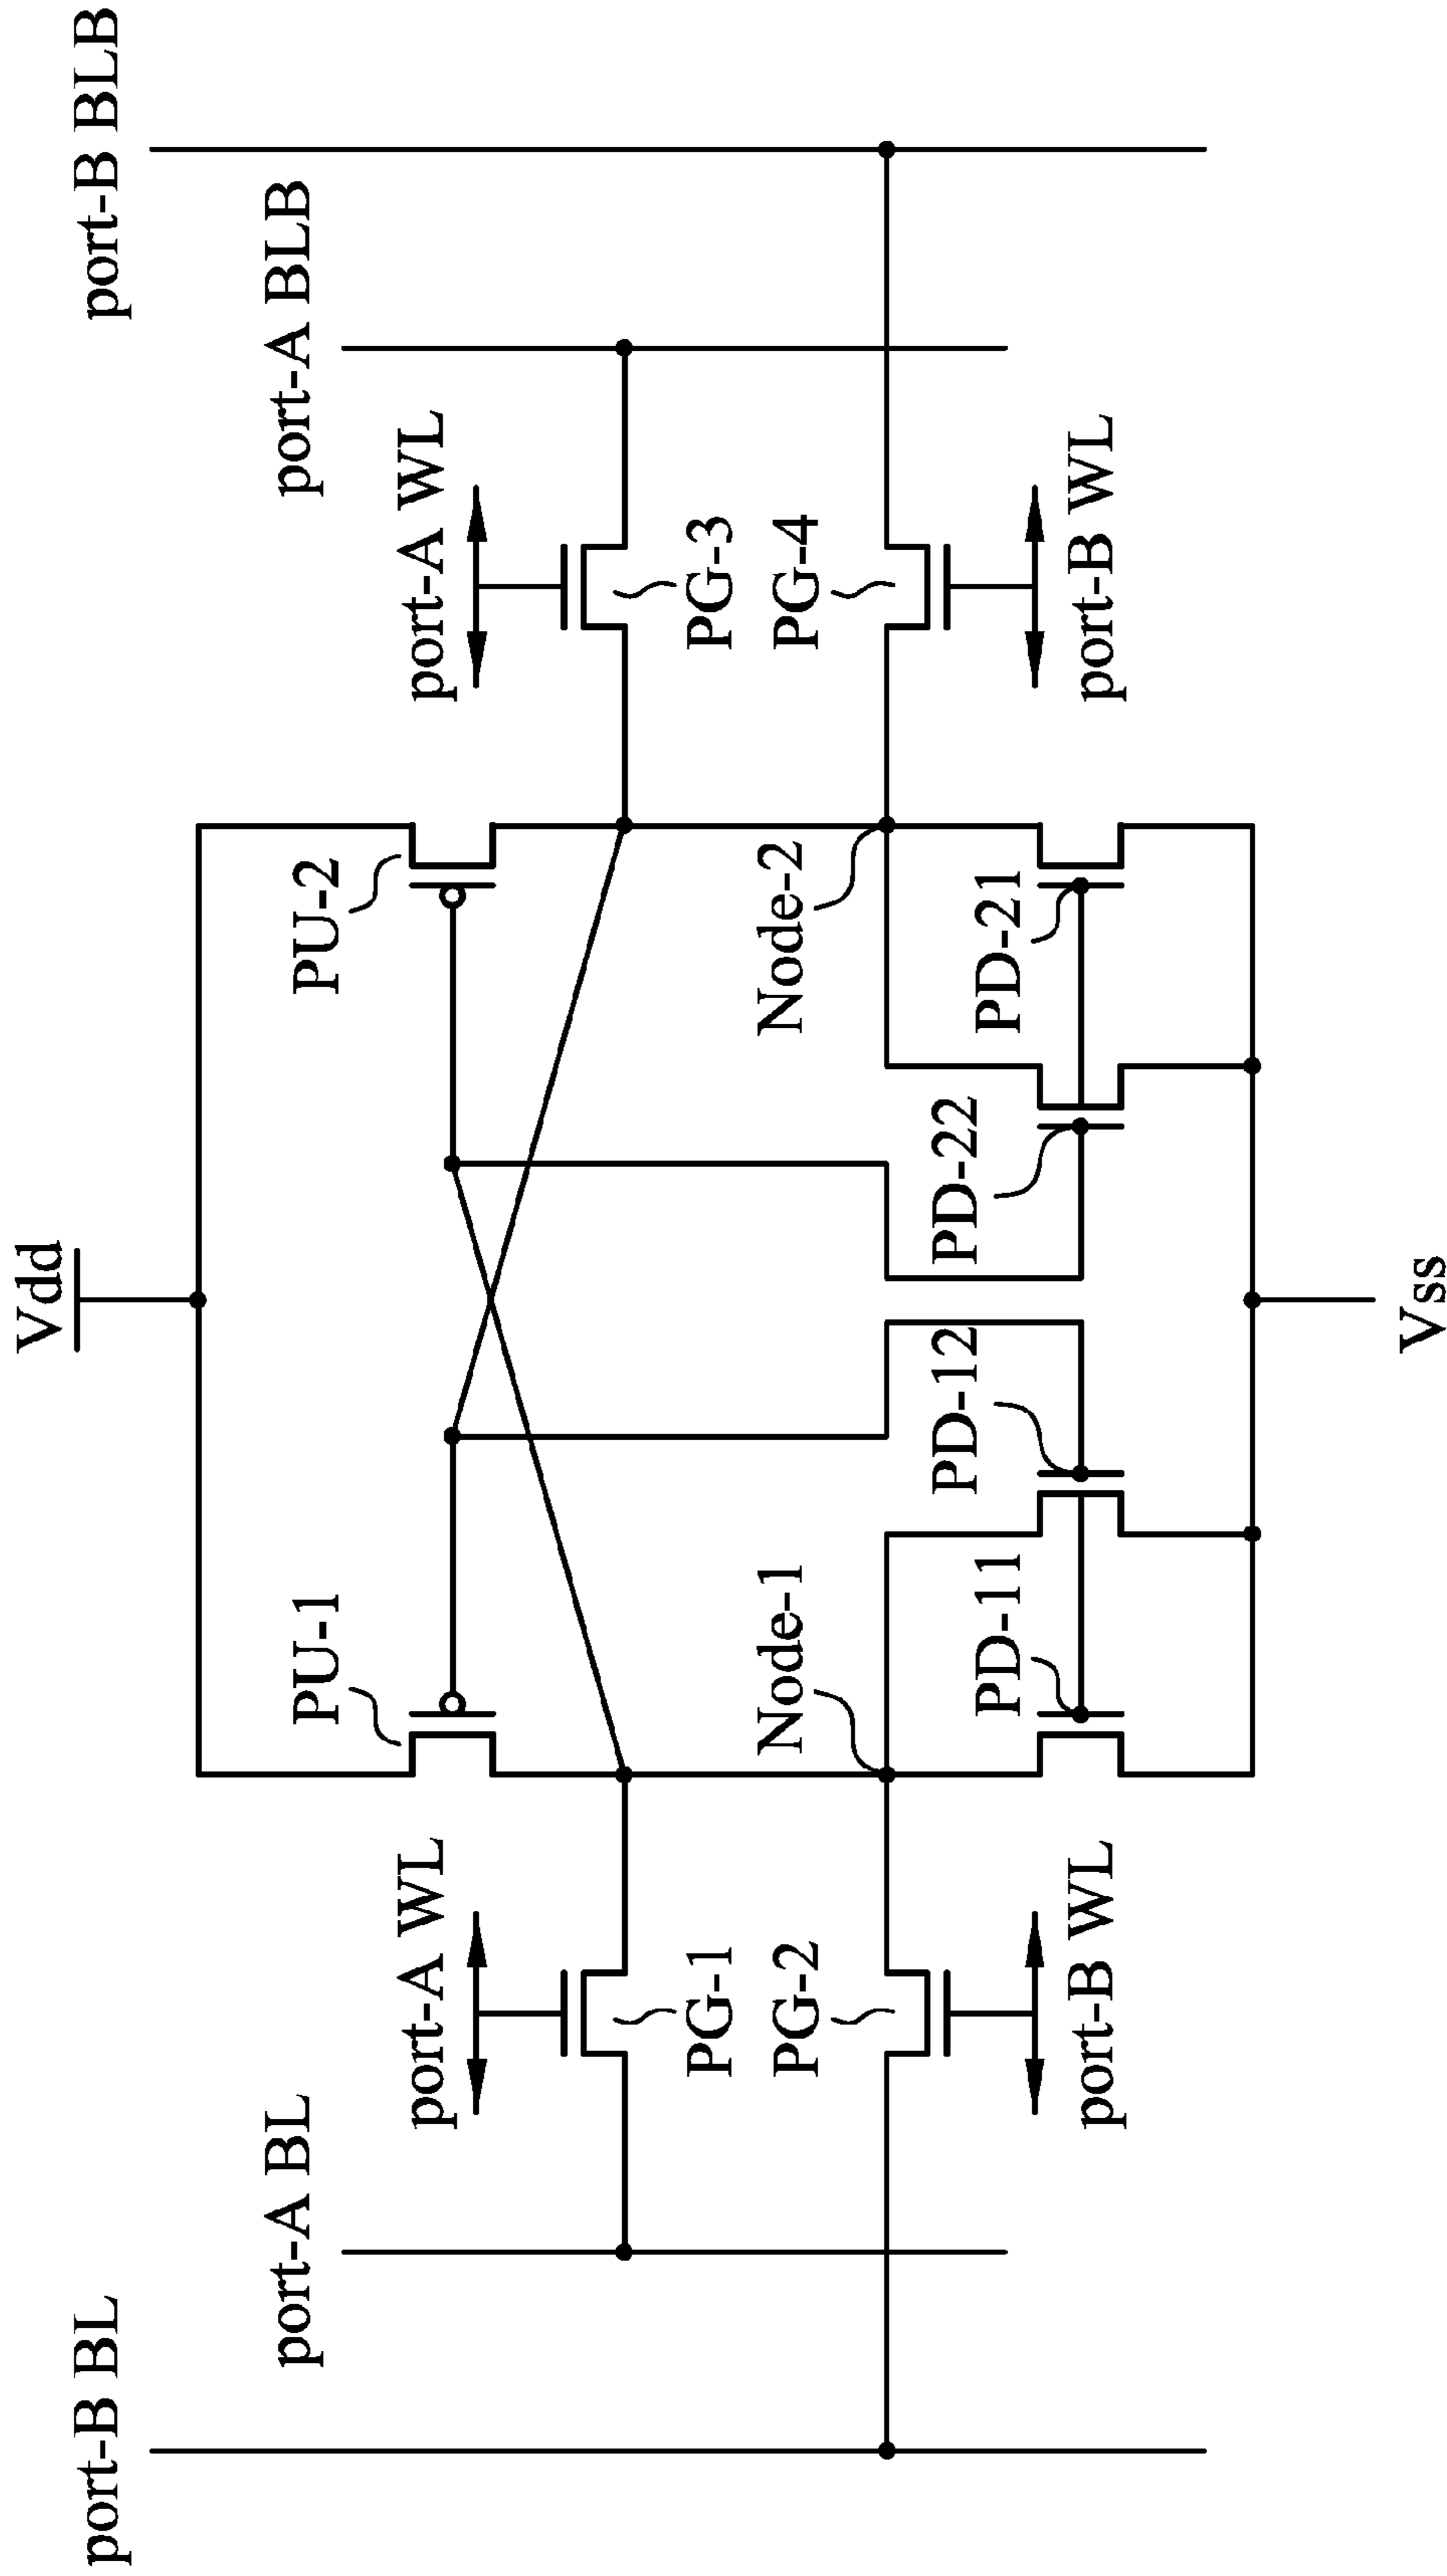 Vdd
port-B BL
port-B BLB
port-A BL
port-A BLB
PU-1
PU-2
port-A WL
port-A WL
PG-1
PG-3
Node-1
Node-2
PG-2
PG-4
PD-12
PD-22
PD-11
PD-21
port-B WL
port-B WL
Vss